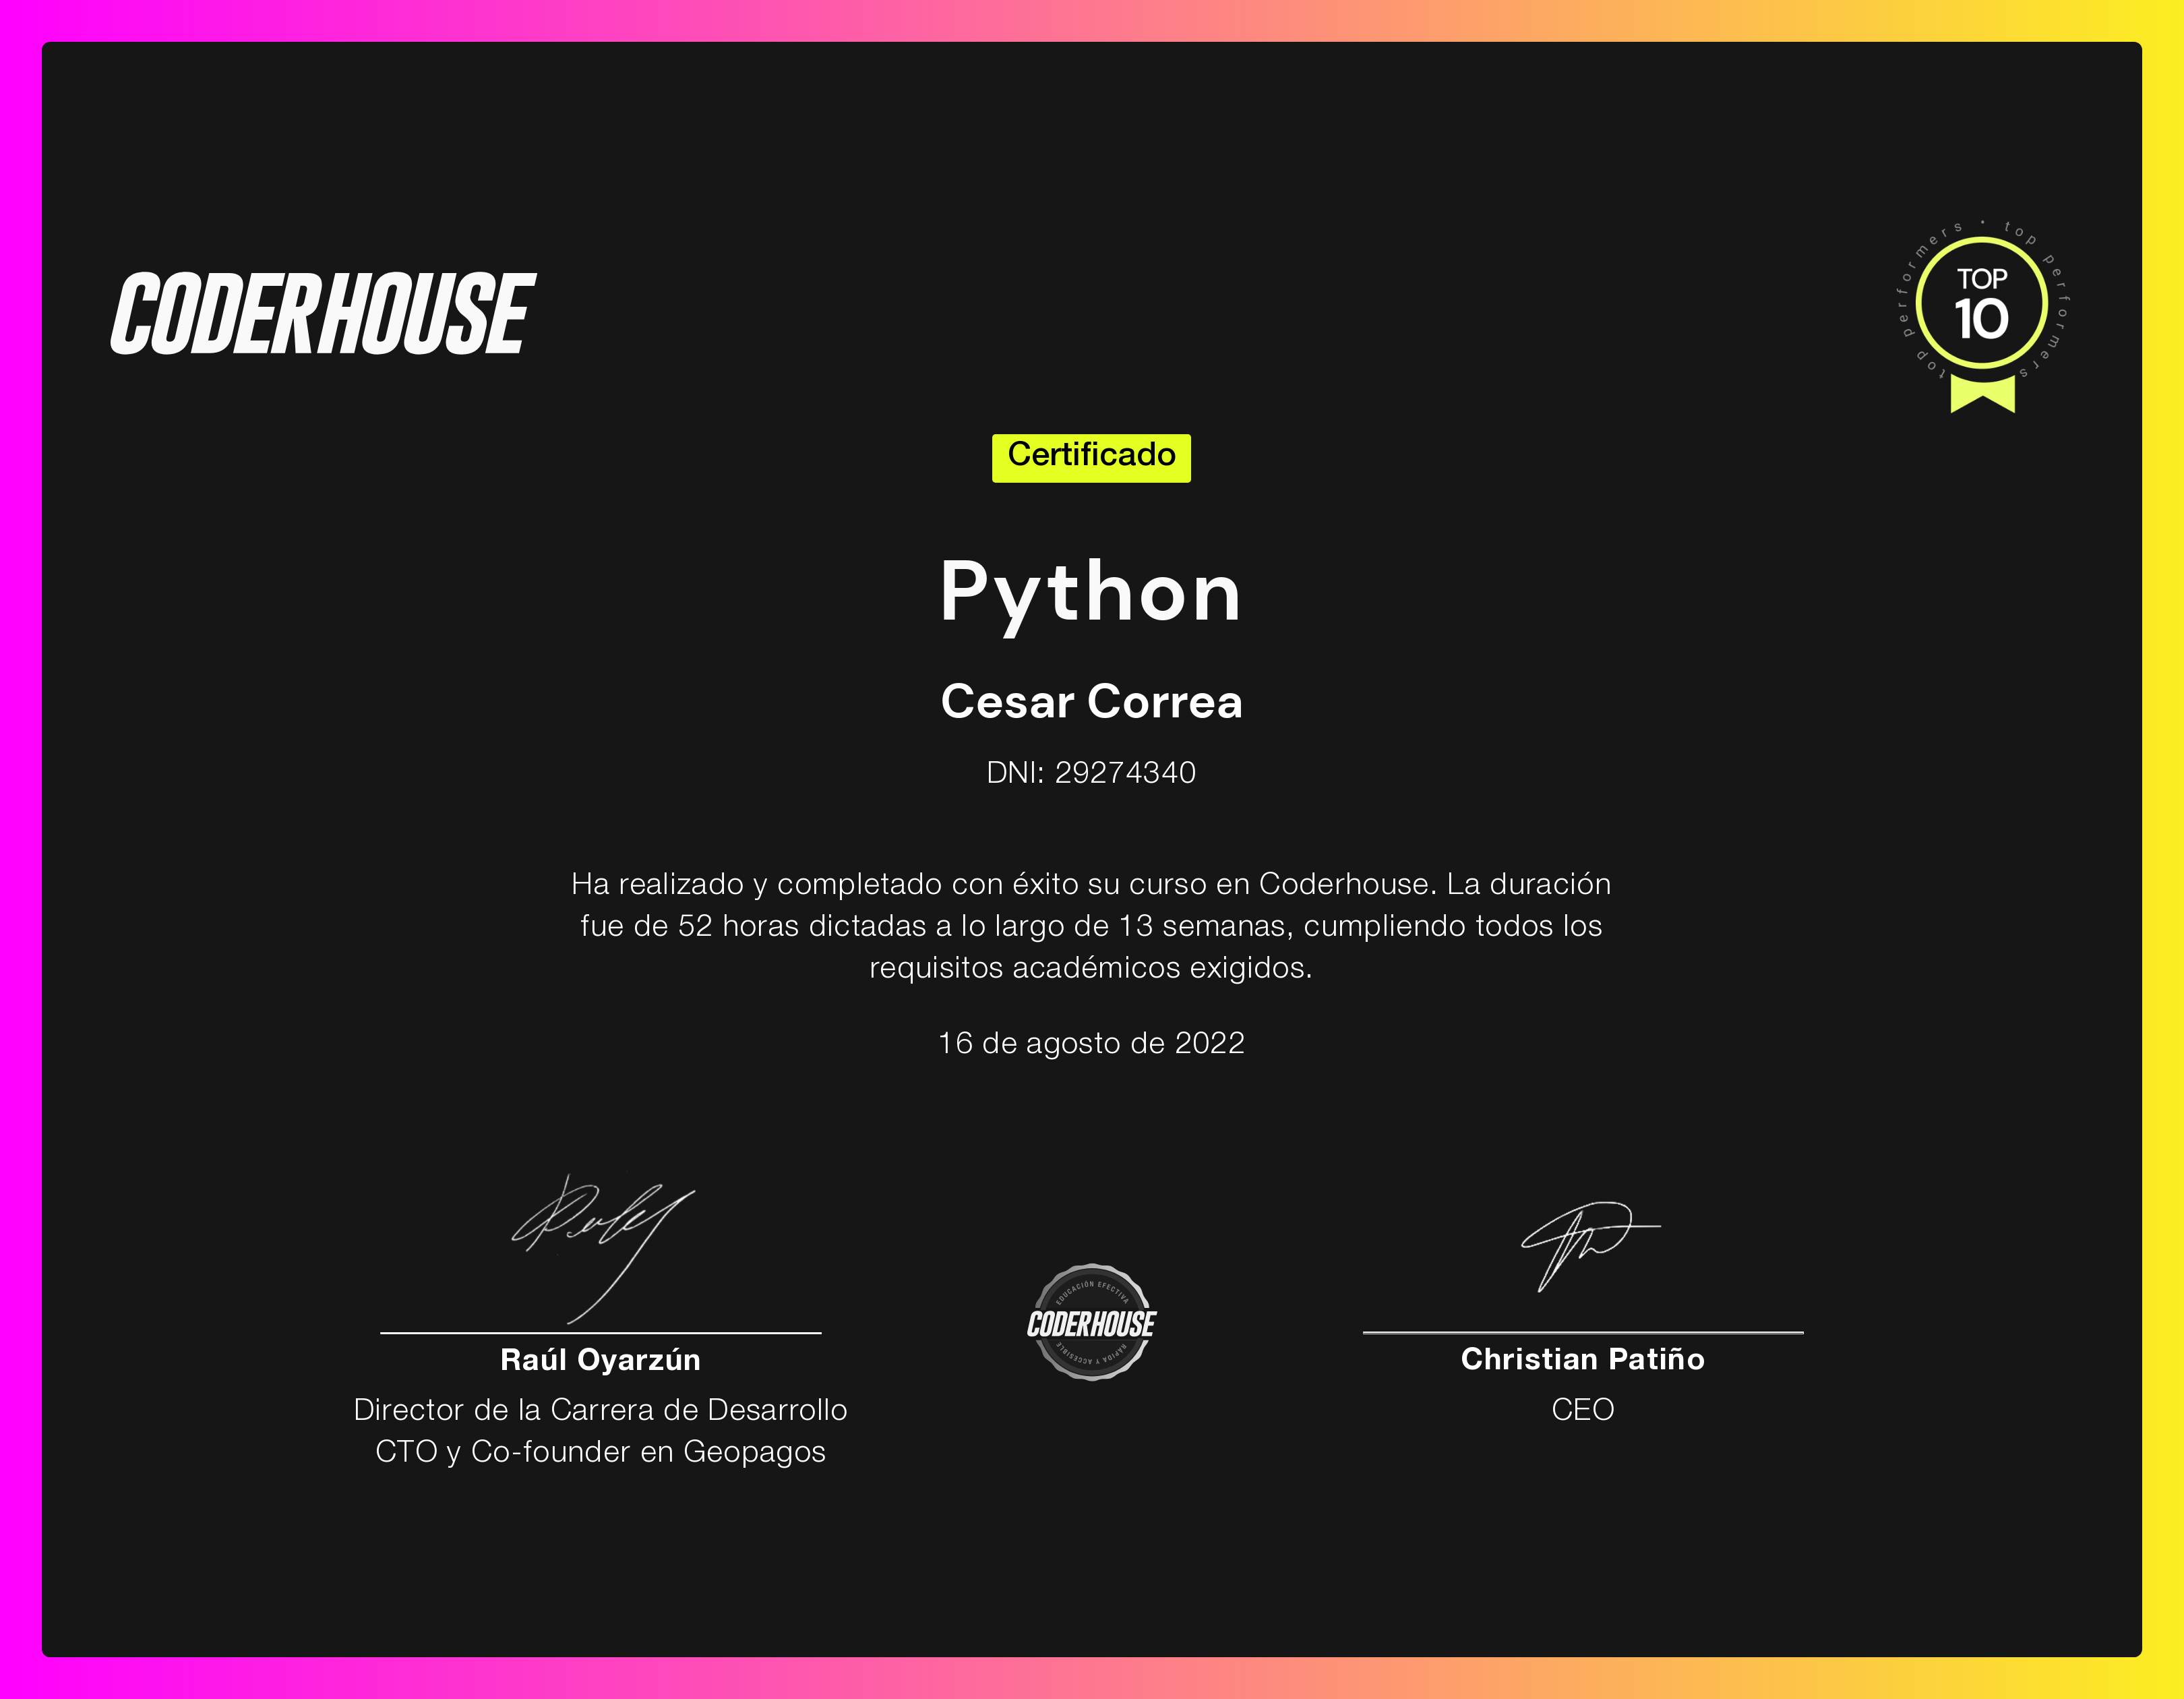 CODERHOUSE
top performers • top performers
TOP
10
Certificado
Python
Cesar Correa
DNI: 29274340
Ha realizado y completado con éxito su curso en Coderhouse. La duración
fue de 52 horas dictadas a lo largo de 13 semanas, cumpliendo todos los
requisitos académicos exigidos.
16 de agosto de 2022
EDUCACIÓN EFECTIVA
CODERHOUSE
RÁPIDA Y ACCESIBLE
Raúl Oyarzún
Director de la Carrera de Desarrollo
CTO y Co-founder en Geopagos
Christian Patiño
CEO